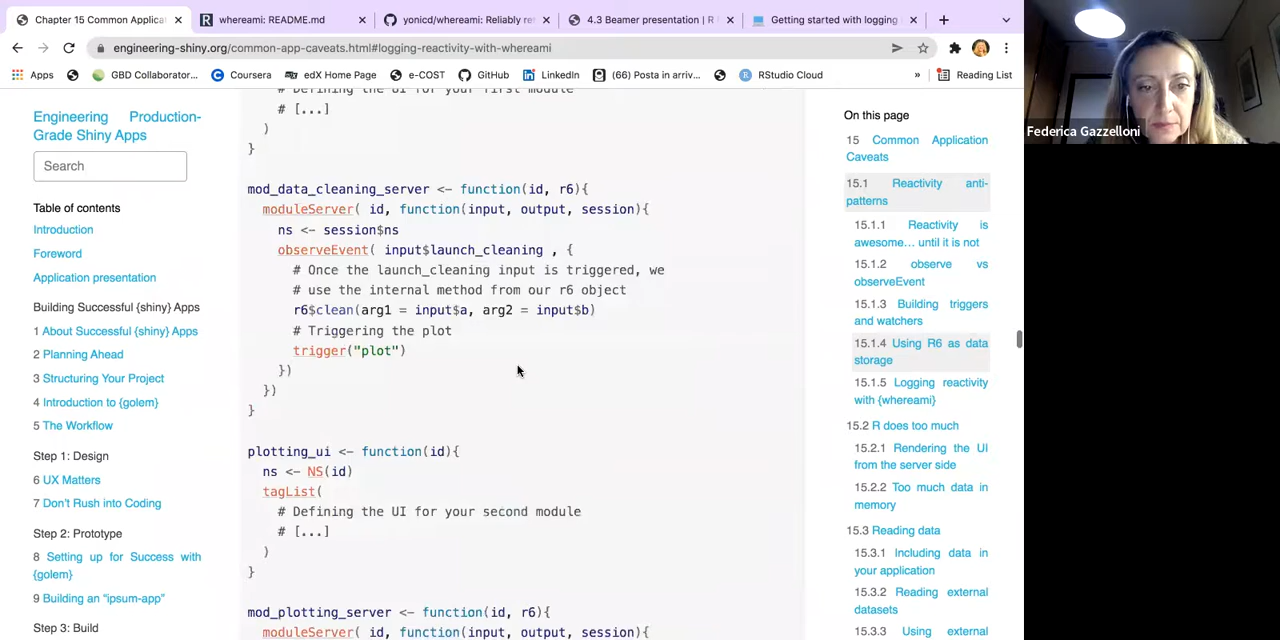 Chapter 15 Common Applica
whereami: README.md
yonicd/whereami: Reliably re
4.3 Beamer presentation | R
Getting started with logging
engineering-shiny.org/common-app-caveats.html#logging-reactivity-with-whereami
Apps
GBD Collaborator...
Coursera
edX Home Page
e-COST
GitHub
LinkedIn
(66) Posta in arriv...
RStudio Cloud
»
Reading List
Federica Gazzelloni
Engineering Production-
Grade Shiny Apps
Search
Table of contents
Introduction
Foreword
Application presentation
Building Successful {shiny} Apps
1 About Successful {shiny} Apps
2 Planning Ahead
3 Structuring Your Project
4 Introduction to {golem}
5 The Workflow
Step 1: Design
6 UX Matters
7 Don't Rush into Coding
Step 2: Prototype
8 Setting up for Success with
{golem}
9 Building an "ipsum-app"
Step 3: Build
# Defining the UI for your first module
# [...]
)
}
mod_data_cleaning_server <- function(id, r6){
moduleServer( id, function(input, output, session){
ns <- session$ns
observeEvent( input$launch_cleaning , {
# Once the launch_cleaning input is triggered, we
# use the internal method from our r6 object
r6$clean(arg1 = input$a, arg2 = input$b)
# Triggering the plot
trigger("plot")
})
})
}
plotting_ui <- function(id){
ns <- NS(id)
tagList(
# Defining the UI for your second module
# [...]
)
}
mod_plotting_server <- function(id, r6){
moduleServer( id, function(input, output, session){
On this page
15 Common Application
Caveats
15.1 Reactivity anti-
patterns
15.1.1 Reactivity is
awesome... until it is not
15.1.2 observe vs
observeEvent
15.1.3 Building triggers
and watchers
15.1.4 Using R6 as data
storage
15.1.5 Logging reactivity
with {whereami}
15.2 R does too much
15.2.1 Rendering the UI
from the server side
15.2.2 Too much data in
memory
15.3 Reading data
15.3.1 Including data in
your application
15.3.2 Reading external
datasets
15.3.3 Using external